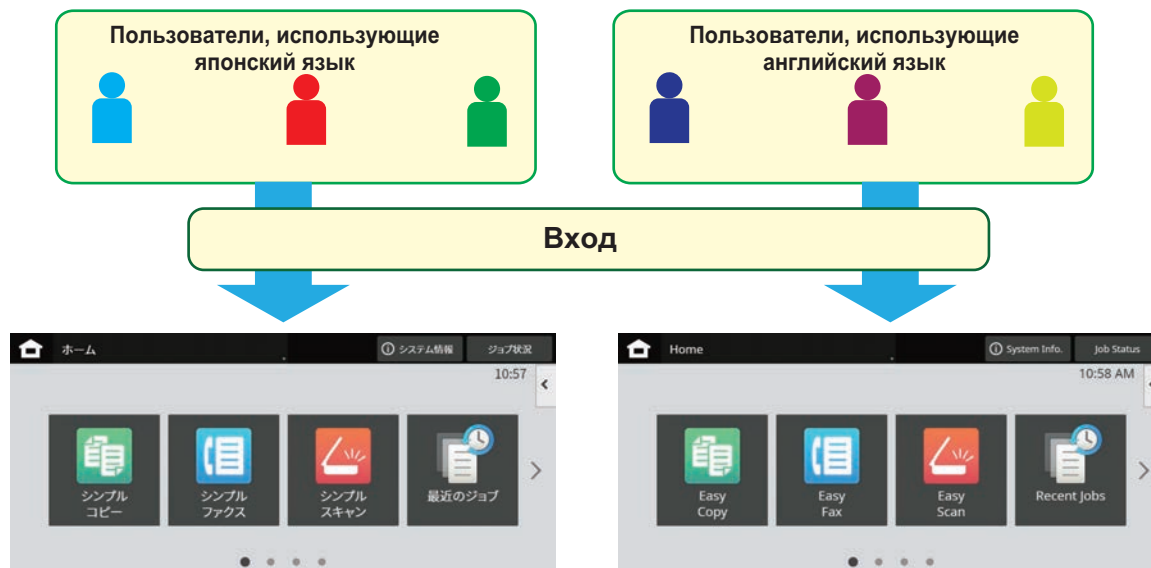 Пользователи, использующие
японский язык
Пользователи, использующие
английский язык
Вход
ホーム
システム情報
ジョブ状況
10:57
シンプル
コピー
シンプル
ファクス
シンプル
スキャン
最近のジョブ
Home
System Info.
Job Status
10:58 AM
Easy
Copy
Easy
Fax
Easy
Scan
Recent Jobs